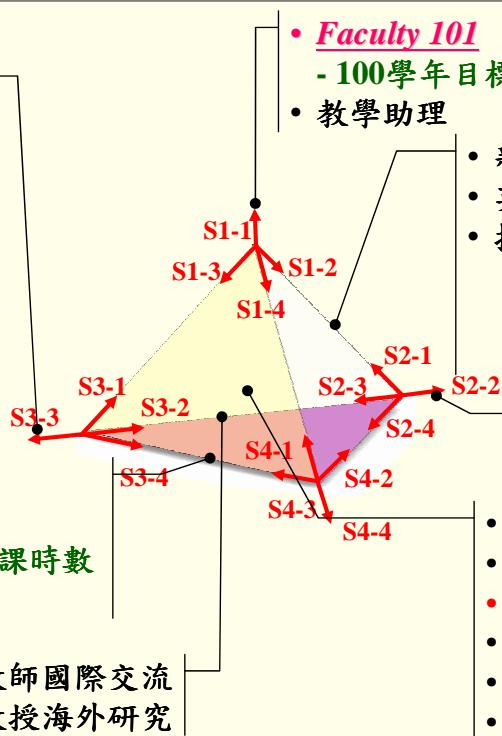 • Faculty 101
- 100學年目標
• 教學助理
S1-1
S1-3
S1-2
S1-4
S2-1
S2-3
S2-2
S3-1
S3-2
S3-3
S2-4
S4-1
S3-4
S4-2
S4-3
S4-4
課時數
師國際交流
授海外研究